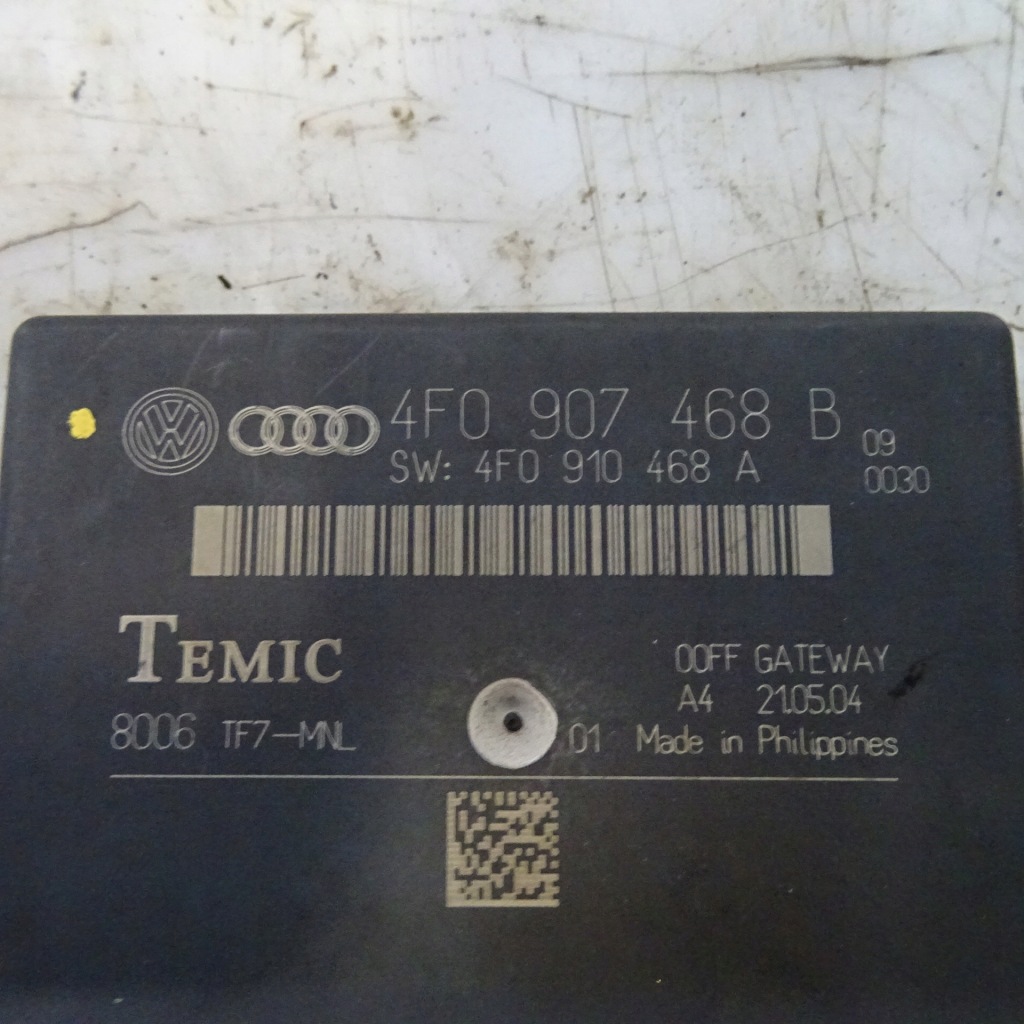 4F0 907 468 B 09
SW: 4F0 910 468 A 0030
TEMIC
00FF GATEWAY
A4 21.05.04
8006 TF7-MNL 01 Made in Philippines